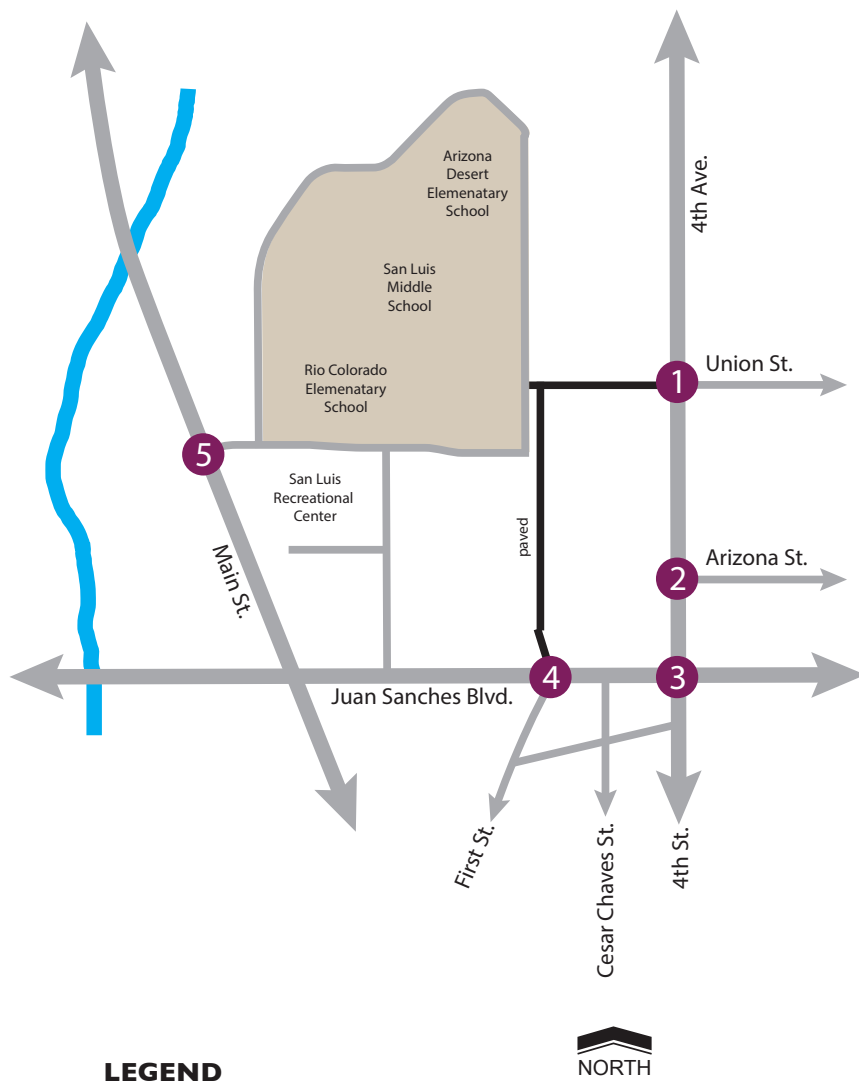 Arizona
Desert
Elemenatary
School
4th Ave.
San Luis
Middle
School
Rio Colorado
Elemenatary
School
1
Union St.
5
San Luis
Recreational
Center
Main St.
paved
2
Arizona St.
Juan Sanches Blvd.
4
3
First St.
Cesar Chaves St.
4th St.
LEGEND
NORTH